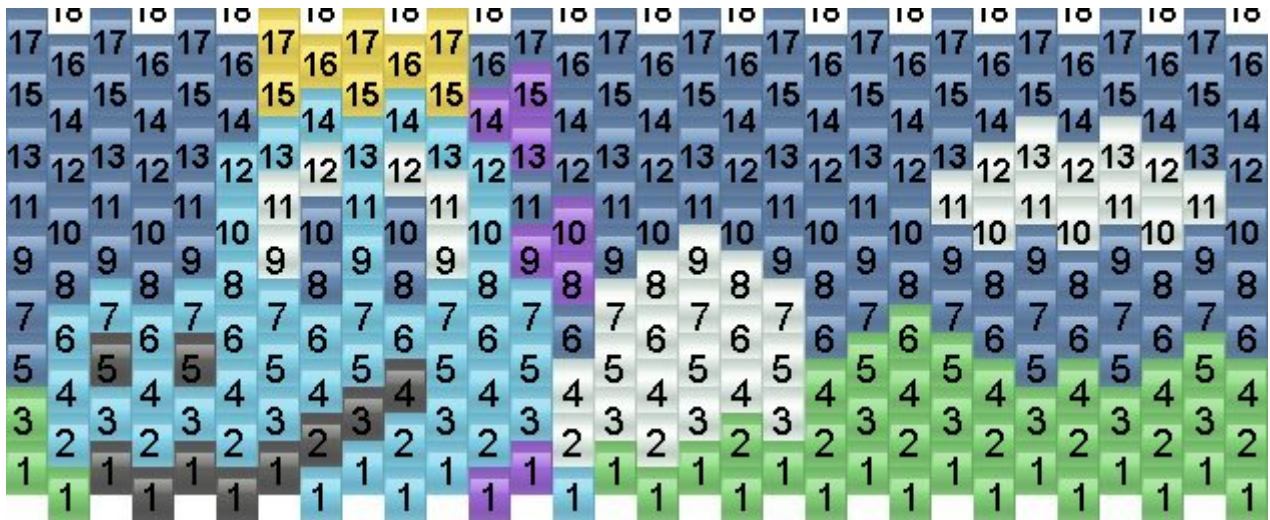 18 18 18 18 18 18 18 18 18 18 18 18 18 18 18
17 17 17 17 17 17 17 17 17 17 17 17 17 17 17
16 16 16 16 16 16 16 16 16 16 16 16 16 16 16
15 15 15 15 15 15 15 15 15 15 15 15 15 15 15
14 14 14 14 14 14 14 14 14 14 14 14 14 14 14
13 13 13 13 13 13 13 13 13 13 13 13 13 13 13
12 12 12 12 12 12 12 12 12 12 12 12 12 12 12
11 11 11 11 11 11 11 11 11 11 11 11 11 11 11
10 10 10 10 10 10 10 10 10 10 10 10 10 10 10
9 9 9 9 9 9 9 9 9 9 9 9 9 9 9
8 8 8 8 8 8 8 8 8 8 8 8 8 8 8
7 7 7 7 7 7 7 7 7 7 7 7 7 7 7
6 6 6 6 6 6 6 6 6 6 6 6 6 6 6
5 5 5 5 5 5 5 5 5 5 5 5 5 5 5
4 4 4 4 4 4 4 4 4 4 4 4 4 4 4
3 3 3 3 3 3 3 3 3 3 3 3 3 3 3
2 2 2 2 2 2 2 2 2 2 2 2 2 2 2
1 1 1 1 1 1 1 1 1 1 1 1 1 1 1
1 1 1 1 1 1 1 1 1 1 1 1 1 1 1